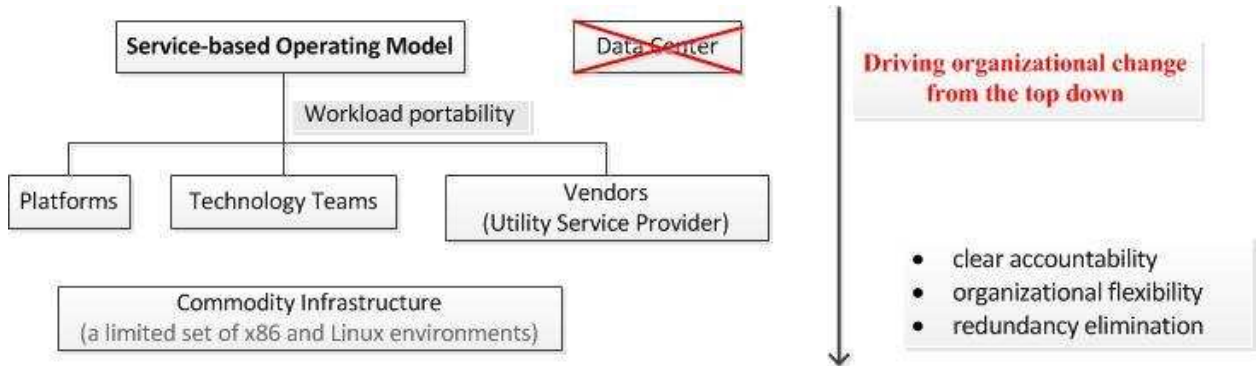 Service-based Operating Model
Data Center
Driving organizational change
from the top down
Workload portability
Platforms
Technology Teams
Vendors
(Utility Service Provider)
Commodity Infrastructure
(a limited set of x86 and Linux environments)
• clear accountability
• organizational flexibility
• redundancy elimination